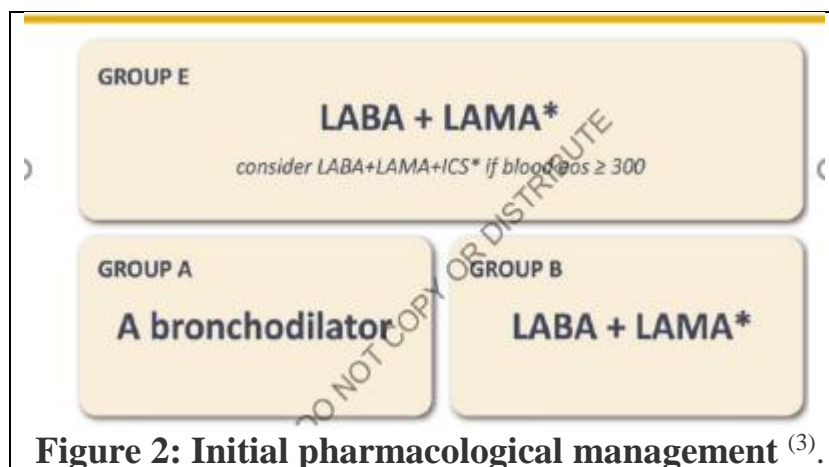 GROUP E
LABA + LAMA*
consider LABA+LAMA+ICS* if blood eos ≥ 300
GROUP A
A bronchodilator
GROUP B
LABA + LAMA*
DO NOT COPY OR DISTRIBUTE
Figure 2: Initial pharmacological management (3).